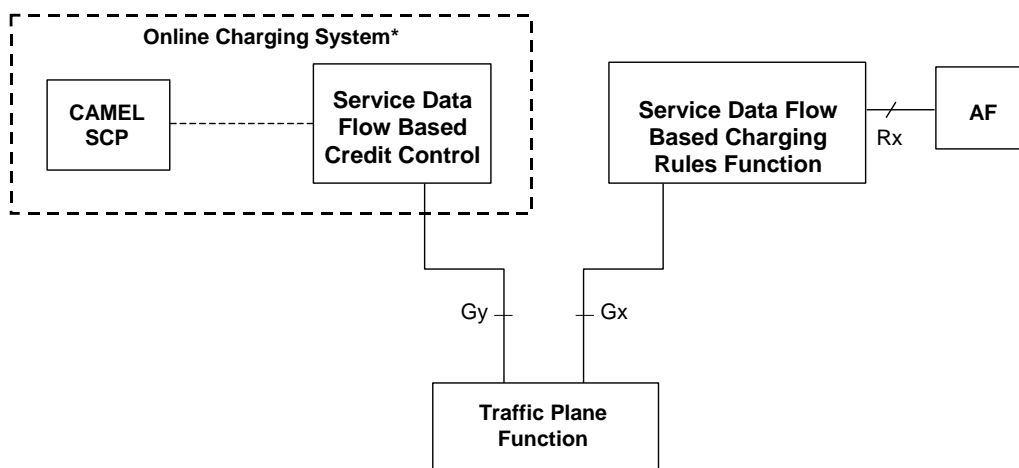 Online Charging System*
CAMEL
SCP
Service Data
Flow Based
Credit Control
Service Data Flow
Based Charging
Rules Function
AF
Rx
Gy
Gx
Traffic Plane
Function